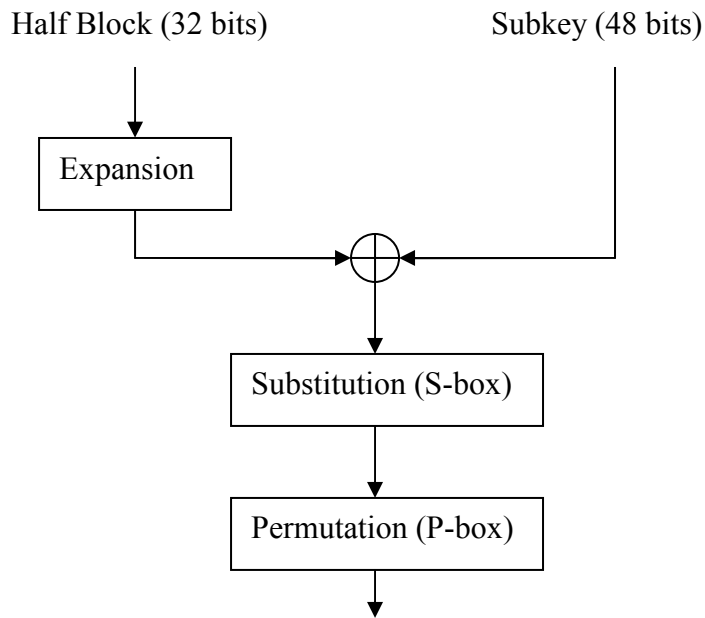 Half Block (32 bits)
Subkey (48 bits)
Expansion
Substitution (S-box)
Permutation (P-box)